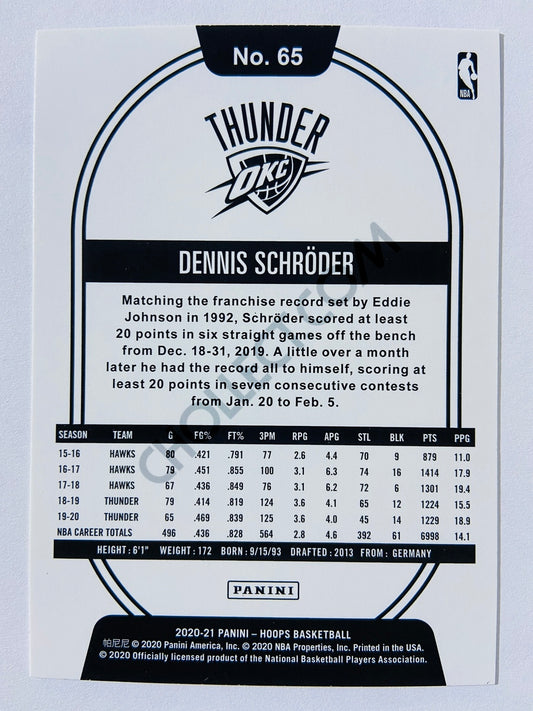 No. 65
NBA
THUNDER
OKC
DENNIS SCHRÖDER
Matching the franchise record set by Eddie
Johnson in 1992, Schröder scored at least
20 points in six straight games off the bench
from Dec. 18-31, 2019. A little over a month
later he had the record all to himself, scoring at
least 20 points in seven consecutive contests
from Jan. 20 to Feb. 5.
CHOLLECT.COM
SEASON TEAM G FG% FT% 3PM RPG APG STL BLK PTS PPG
15-16 HAWKS 80 .421 .791 77 2.6 4.4 70 9 879 11.0
16-17 HAWKS 79 .451 .855 100 3.1 6.3 74 16 1414 17.9
17-18 HAWKS 67 .436 .849 76 3.1 6.2 72 6 1301 19.4
18-19 THUNDER 79 .414 .819 124 3.6 4.1 65 12 1224 15.5
19-20 THUNDER 65 .469 .839 125 3.6 4.0 45 14 1229 18.9
NBA CAREER TOTALS 496 .436 .828 564 2.8 4.6 392 61 6998 14.1
HEIGHT: 6'1" WEIGHT: 172 BORN: 9/15/93 DRAFTED: 2013 FROM: GERMANY
PANINI
2020-21 PANINI – HOOPS BASKETBALL
帕尼尼 © 2020 Panini America, Inc. © 2020 NBA Properties, Inc. Printed in the USA.
© 2020 Officially licensed product of the National Basketball Players Association.